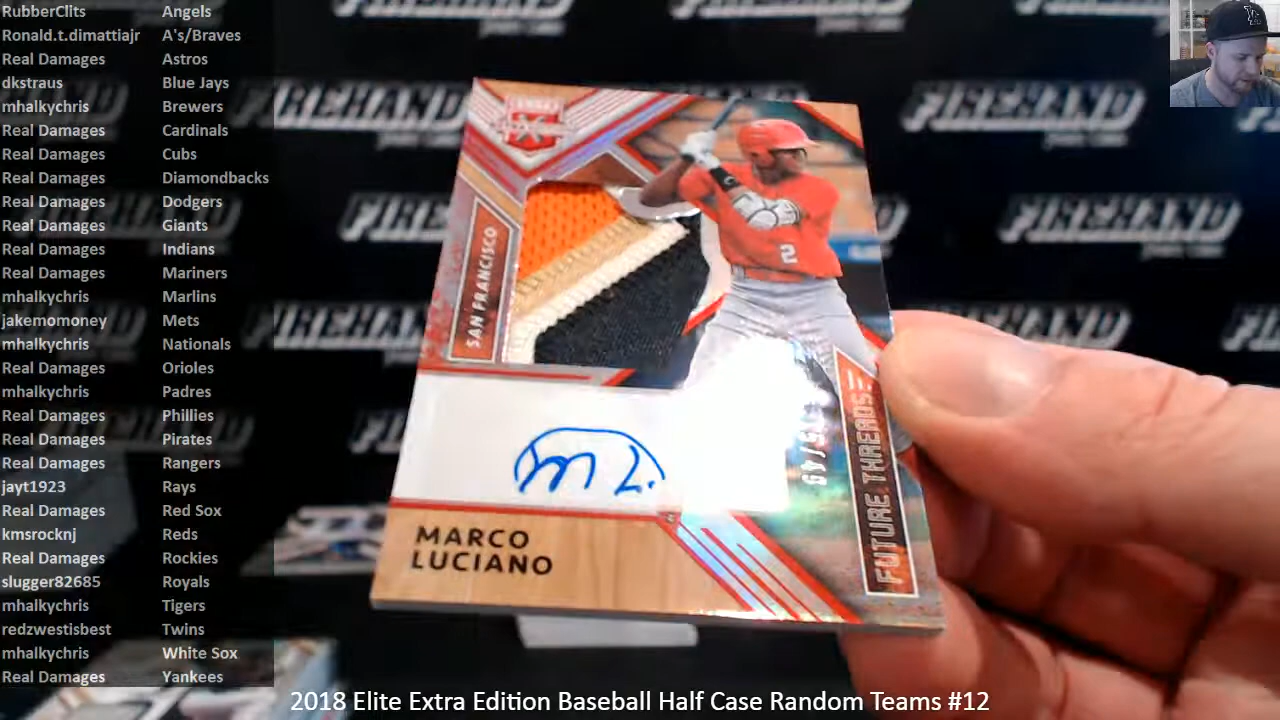 RubberClits Angels
Ronald.t.dimattiajr A's/Braves
Real Damages Astros
dkstraus Blue Jays
mhalkychris Brewers
Real Damages Cardinals
Real Damages Cubs
Real Damages Diamondbacks
Real Damages Dodgers
Real Damages Giants
Real Damages Indians
Real Damages Mariners
mhalkychris Marlins
jakemomoney Mets
mhalkychris Nationals
Real Damages Orioles
mhalkychris Padres
Real Damages Phillies
Real Damages Pirates
Real Damages Rangers
jayt1923 Rays
Real Damages Red Sox
kmsrocknj Reds
Real Damages Rockies
slugger82685 Royals
mhalkychris Tigers
redzwestisbest Twins
mhalkychris White Sox
Real Damages Yankees
FIREHAND
FIREHAND
FIREHAND
SAN FRANCISCO
2
FUTURE THREADS
MARCO
LUCIANO
2018 Elite Extra Edition Baseball Half Case Random Teams #12